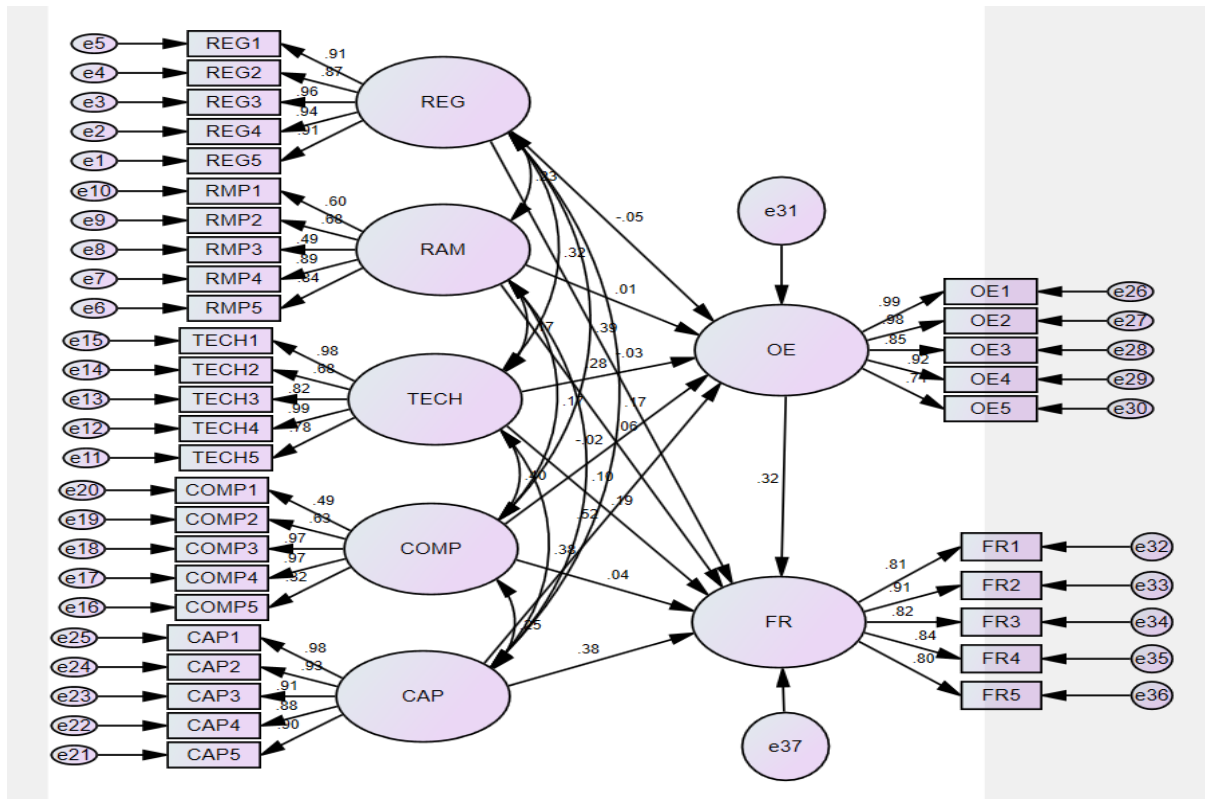 e5 REG1 .91
e4 REG2 .87
e3 REG3 .96
e2 REG4 .94
e1 REG5 .91
REG
e10 RMP1 .60
e9 RMP2 .68
e8 RMP3 .49
e7 RMP4 .89
e6 RMP5 .84
RAM
e15 TECH1 .98
e14 TECH2 .68
e13 TECH3 .82
e12 TECH4 .99
e11 TECH5 .78
TECH
e20 COMP1 .49
e19 COMP2 .63
e18 COMP3 .97
e17 COMP4 .97
e16 COMP5
COMP
e25 CAP1 .98
e24 CAP2 .93
e23 CAP3 .91
e22 CAP4 .88
e21 CAP5 .90
CAP
.23
-.05
.32
.01
.39
-.03
.28
.17
.06
-.02
.10
.40
.19
.52
.38
.04
.25
.38
e31
OE
.99 OE1 e26
.98 OE2 e27
.85 OE3 e28
.92 OE4 e29
OE5 e30
.32
FR
.81 FR1 e32
.91 FR2 e33
.82 FR3 e34
.84 FR4 e35
.80 FR5 e36
e37